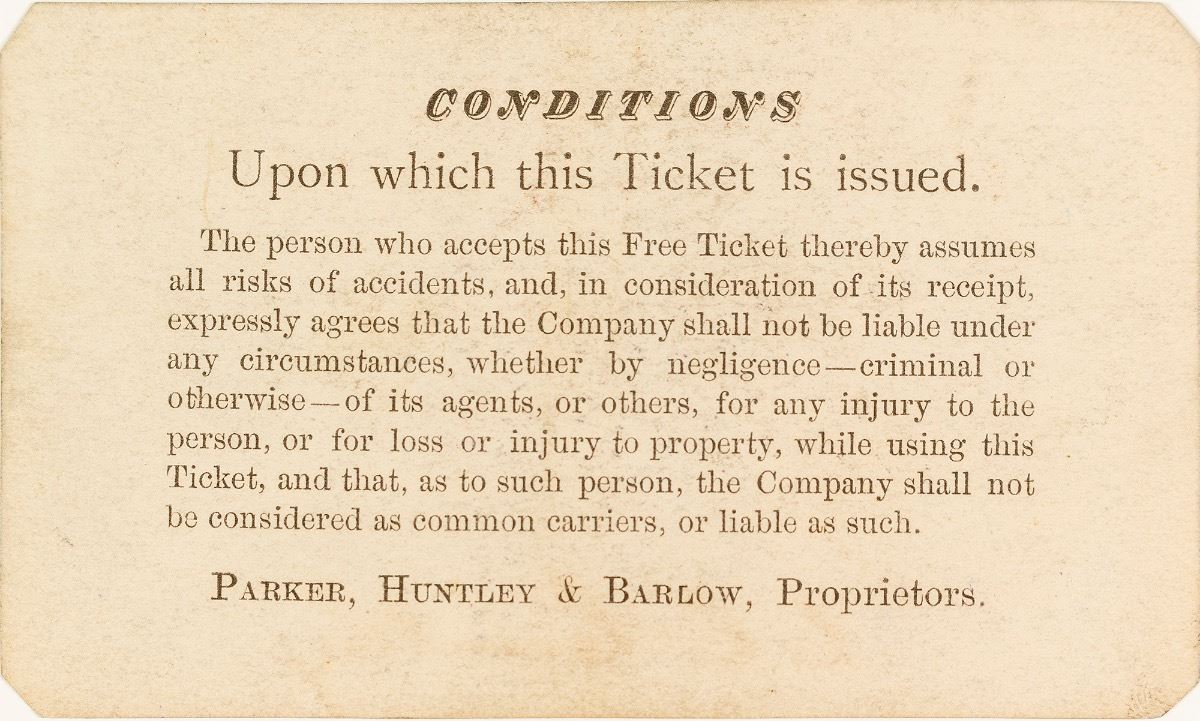 CONDITIONS
Upon which this Ticket is issued.
The person who accepts this Free Ticket thereby assumes
all risks of accidents, and, in consideration of its receipt,
expressly agrees that the Company shall not be liable under
any circumstances, whether by negligence—criminal or
otherwise—of its agents, or others, for any injury to the
person, or for loss or injury to property, while using this
Ticket, and that, as to such person, the Company shall not
be considered as common carriers, or liable as such.
PARKER, HUNTLEY & BARLOW, Proprietors.